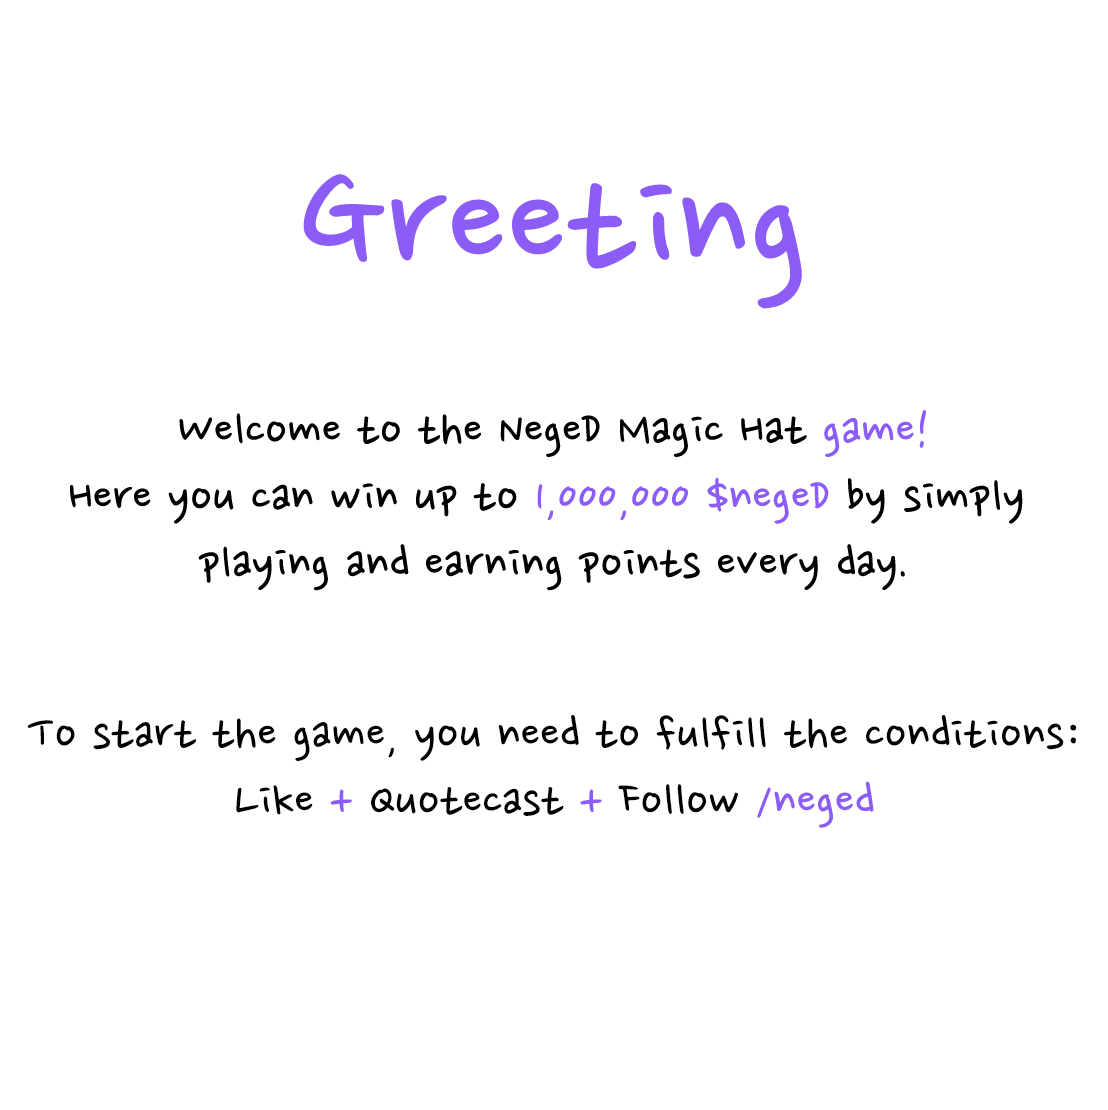 Greeting
Welcome to the NegeD Magic Hat game!
Here you can win up to 1,000,000 $negeD by simply
playing and earning points every day.
To start the game, you need to fulfill the conditions:
Like + Quotecast + Follow /neged